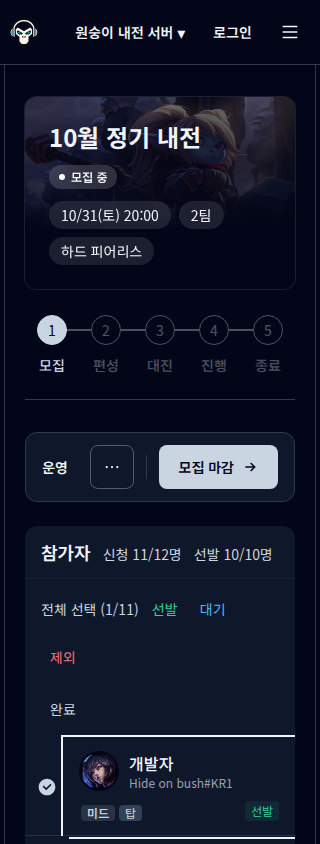 원숭이 내전 서버 ▾ 로그인
10월 정기 내전
모집 중
10/31(토) 20:00 2팀
하드 피어리스
1 2 3 4 5
모집 편성 대진 진행 종료
운영 ··· 모집 마감 →
참가자 신청 11/12명 선발 10/10명
전체 선택 (1/11) 선발 대기
제외
완료
개발자
Hide on bush#KR1
미드 탑 선발